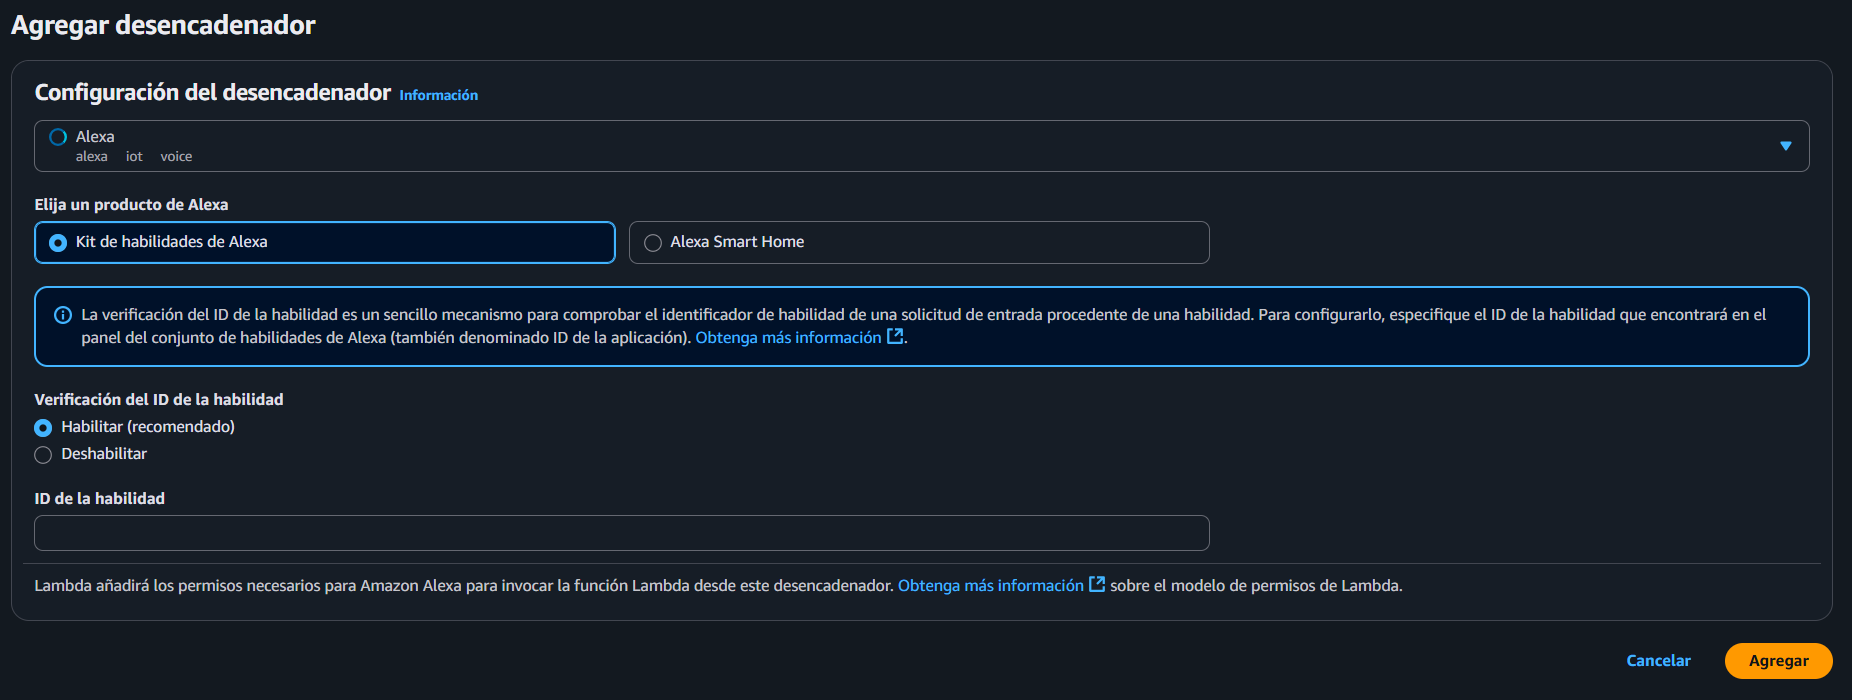 Agregar desencadenador
Configuración del desencadenador Información
Alexa
alexa iot voice
Elija un producto de Alexa
Kit de habilidades de Alexa
Alexa Smart Home
La verificación del ID de la habilidad es un sencillo mecanismo para comprobar el identificador de habilidad de una solicitud de entrada procedente de una habilidad. Para configurarlo, especifique el ID de la habilidad que encontrará en el
panel del conjunto de habilidades de Alexa (también denominado ID de la aplicación). Obtenga más información.
Verificación del ID de la habilidad
Habilitar (recomendado)
Deshabilitar
ID de la habilidad
Lambda añadirá los permisos necesarios para Amazon Alexa para invocar la función Lambda desde este desencadenador. Obtenga más información sobre el modelo de permisos de Lambda.
Cancelar
Agregar